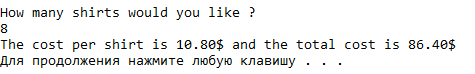 How many shirts would you like ?
8
The cost per shirt is 10.80$ and the total cost is 86.40$
Для продолжения нажмите любую клавишу . . .